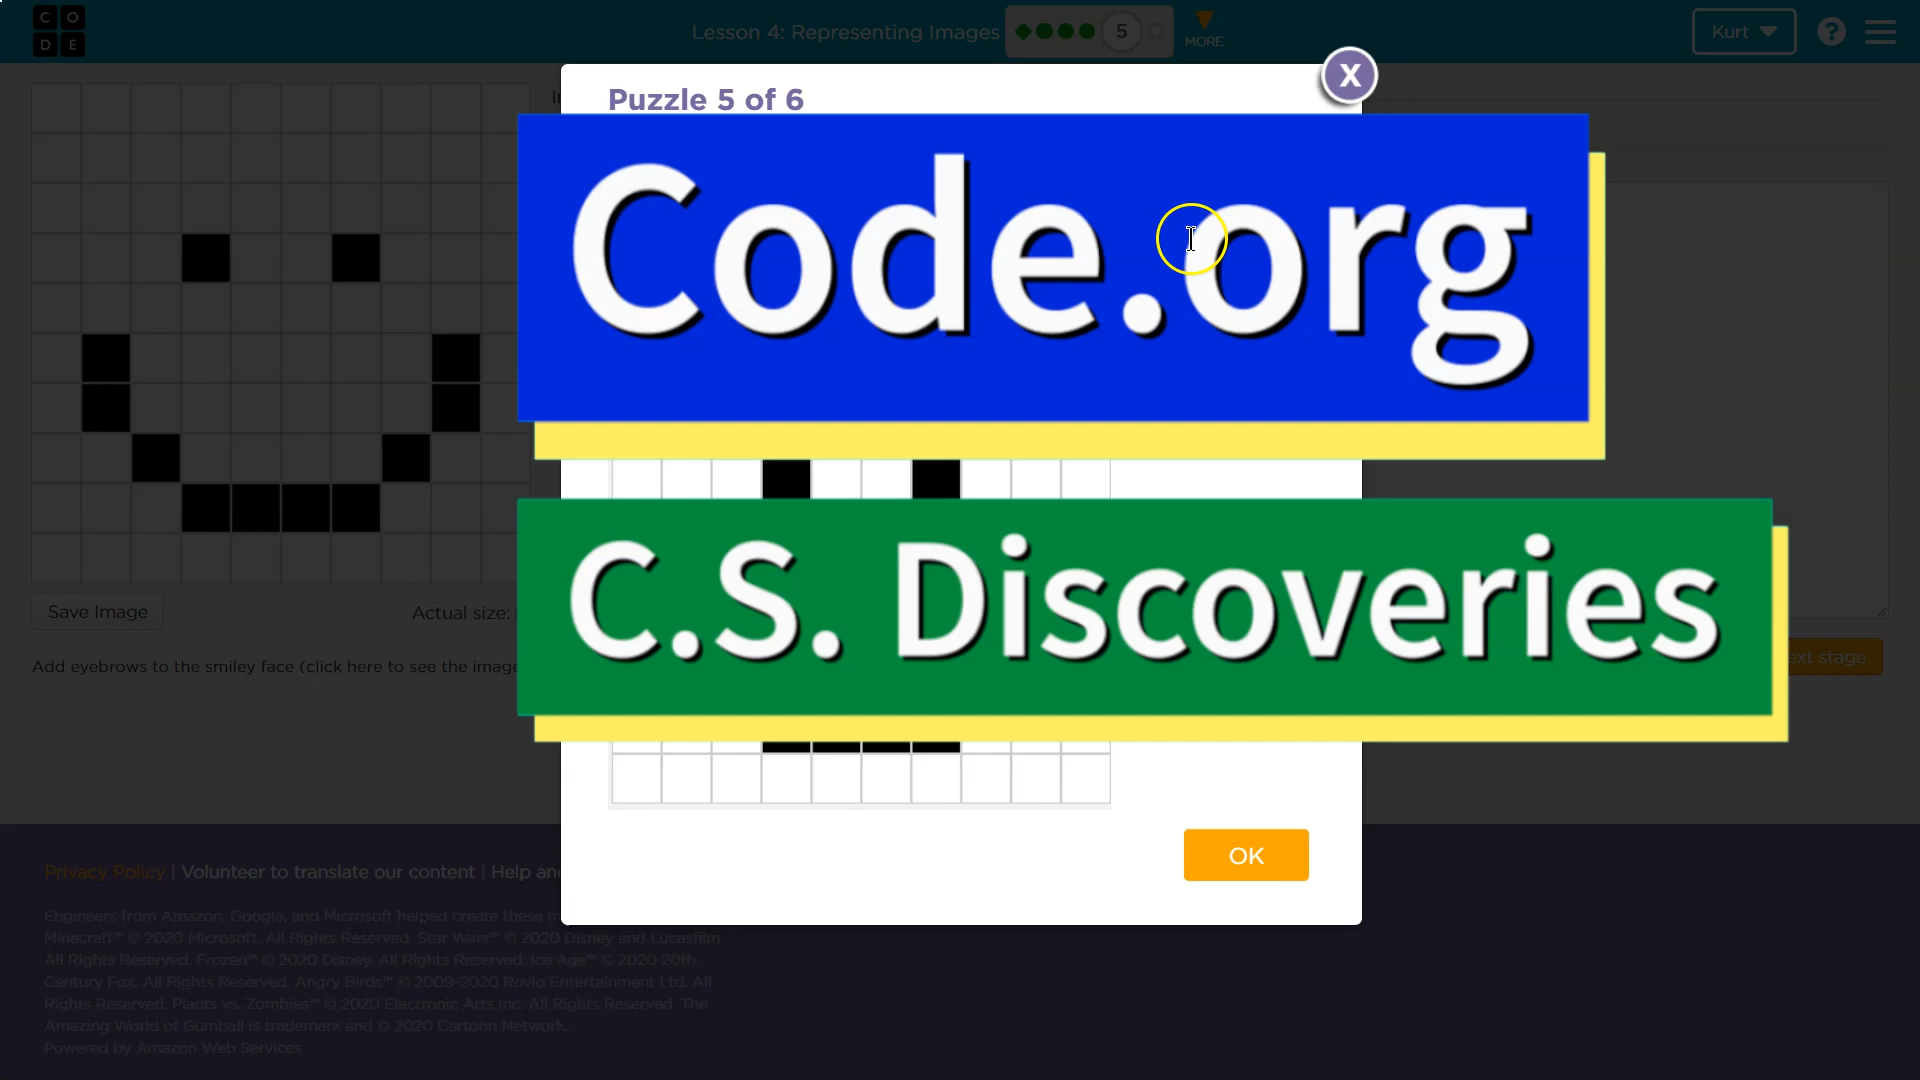 C O
D E
Lesson 4: Representing Images
5
MORE
Kurt
?
Puzzle 5 of 6
X
Code.org
C.S. Discoveries
Save Image
Actual size:
Add eyebrows to the smiley face (click here to see the image
ext stage
OK
Privacy Policy | Volunteer to translate our content | Help and
Engineers from Amazon, Google, and Microsoft helped create these m
Minecraft™ © 2020 Microsoft. All Rights Reserved. Star Wars™ © 2020 Disney and Lucasfilm.
All Rights Reserved. Frozen™ © 2020 Disney. All Rights Reserved. Ice Age™ © 2020 20th
Century Fox. All Rights Reserved. Angry Birds™ © 2009-2020 Rovio Entertainment Ltd. All
Rights Reserved. Plants vs. Zombies™ © 2020 Electronic Arts Inc. All Rights Reserved. The
Amazing World of Gumball is trademark and © 2020 Cartoon Network.
Powered by Amazon Web Services